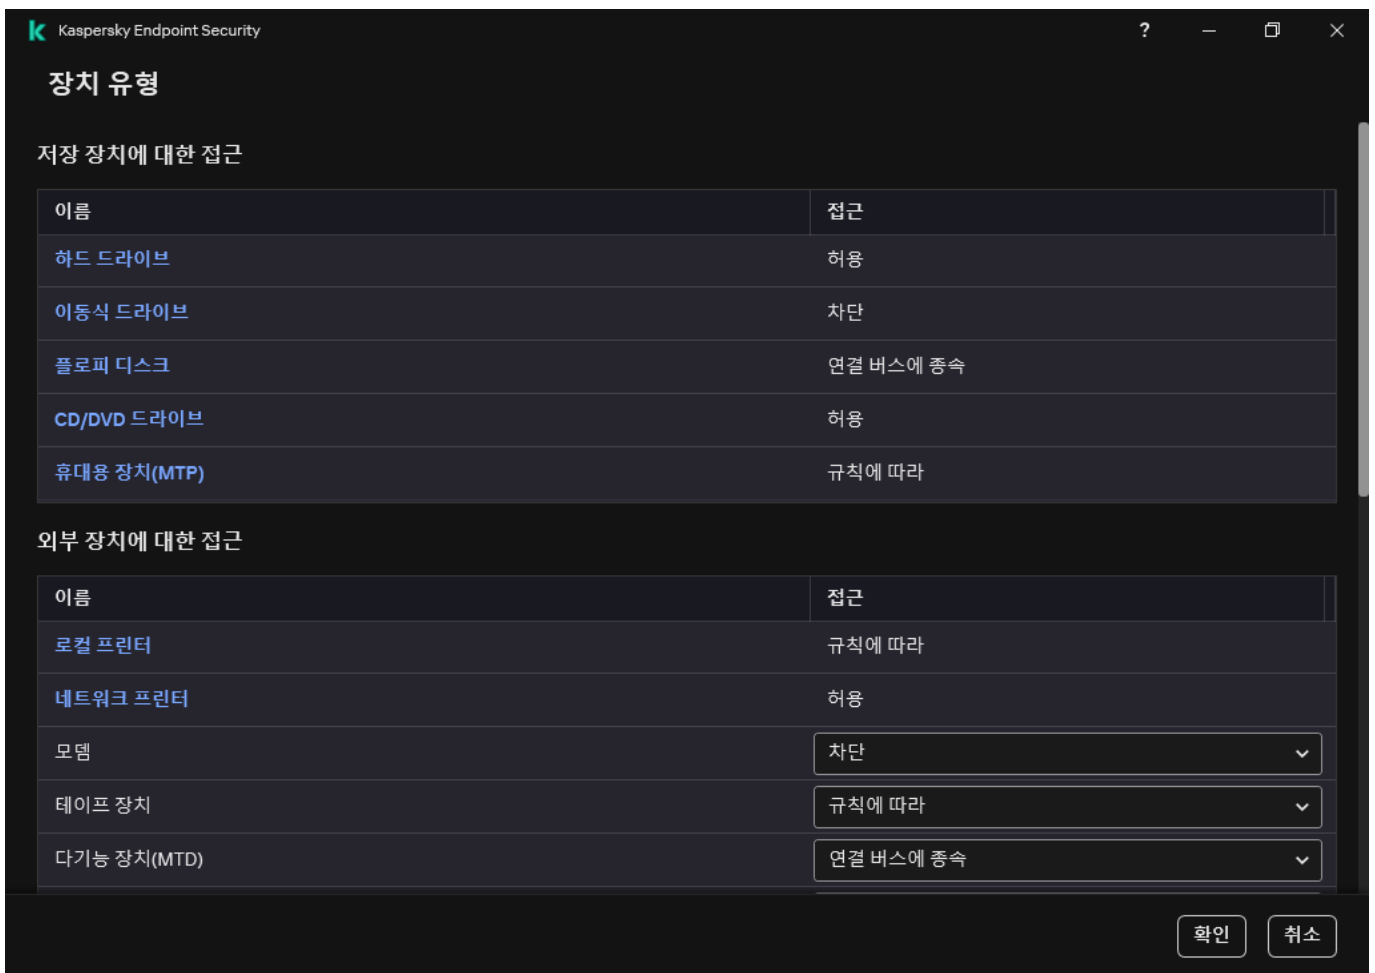 Kaspersky Endpoint Security
?
장치 유형
저장 장치에 대한 접근
이름 접근
하드 드라이브 허용
이동식 드라이브 차단
플로피 디스크 연결 버스에 종속
CD/DVD 드라이브 허용
휴대용 장치(MTP) 규칙에 따라
외부 장치에 대한 접근
이름 접근
로컬 프린터 규칙에 따라
네트워크 프린터 허용
모뎀 차단
테이프 장치 규칙에 따라
다기능 장치(MTD) 연결 버스에 종속
확인 취소